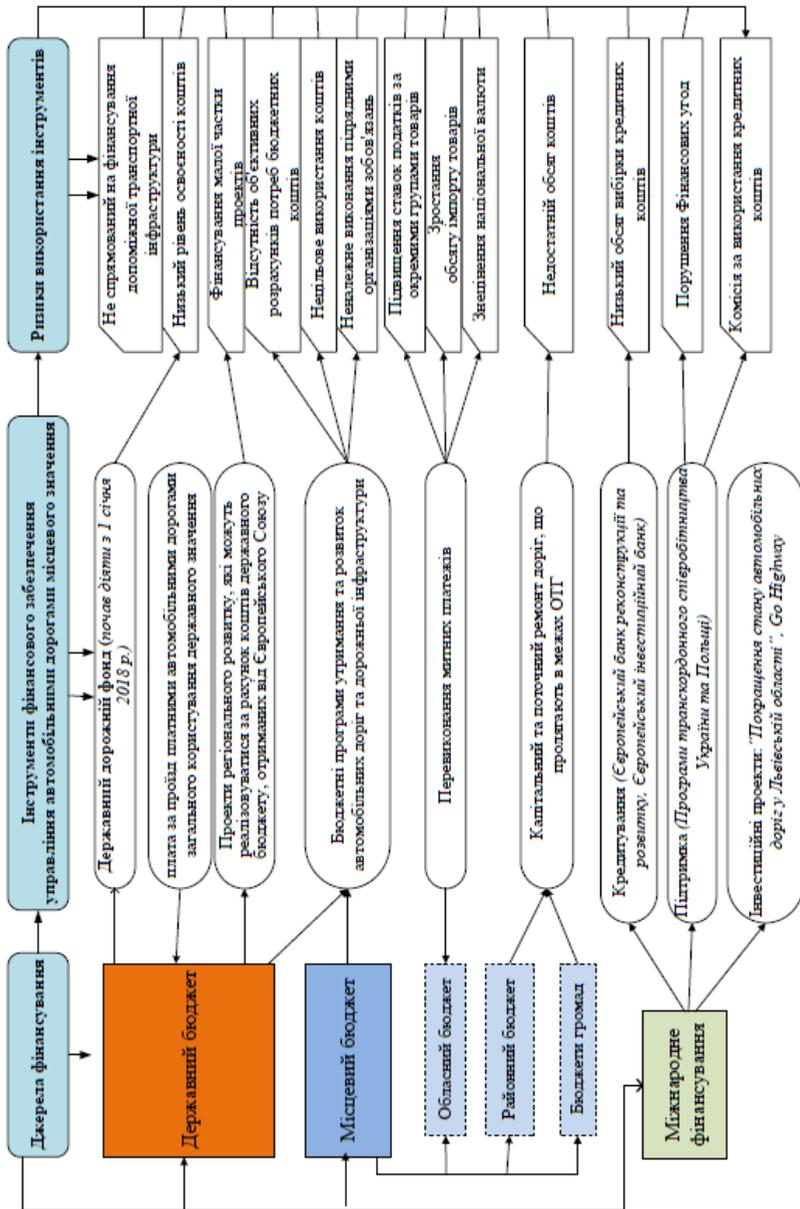 Джерела фінансування
Інструменти фінансового забезпечення
управління автомобільними дорогами місцевого значення
Ризики використання інструментів
Державний бюджет
Місцевий бюджет
Обласний бюджет
Районний бюджет
Бюджети громад
Міжнародне
фінансування
Державний дорожній фонд (почав діяти з 1 січня
2018 р.)
плата за проїзд платними автомобільними дорогами
загального користування державного значення
Проекти регіонального розвитку, які можуть
реалізовуватися за рахунок коштів державного
бюджету, отриманих від Європейського Союзу
Бюджетні програми утримання та розвиток
автомобільних доріг та дорожньої інфраструктури
Перевиконання митних платежів
Капітальний та поточний ремонт доріг, що
пролягають в межах ОТГ
Кредитування (Європейський банк реконструкції та
розвитку, Європейський інвестиційний банк)
Підтримка (Програми транскордонного співробітництва
України та Польщі)
Інвестиційні проекти: "Покращення стану автомобільних
доріг у Львівській області", Go Highway
Не спрямований на фінансування
допоміжної транспортної
інфраструктури
Низький рівень освоєності коштів
Фінансування малої частки
проектів
Відсутність об'єктивних
розрахунків потреб бюджетних
коштів
Нецільове використання коштів
Неналежне виконання підрядними
організаціями зобов'язань
Підвищення ставок податків за
окремими групами товарів
Зростання
обсягу імпорту товарів
Знецінення національної валюти
Недостатній обсяг коштів
Низький обсяг вибірки кредитних
коштів
Порушення Фінансових угод
Комісія за використання кредитних
коштів